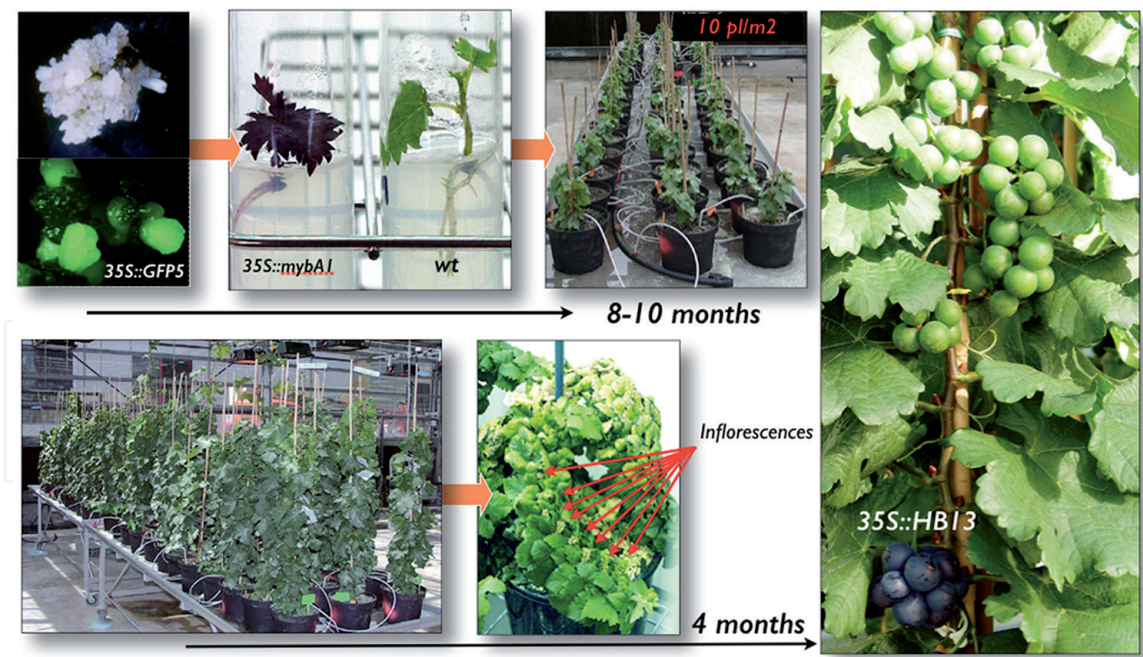 10 pl/m2
35S::GFP5
35S::mybA1
wt
8-10 months
Inflorescences
35S::HB13
4 months